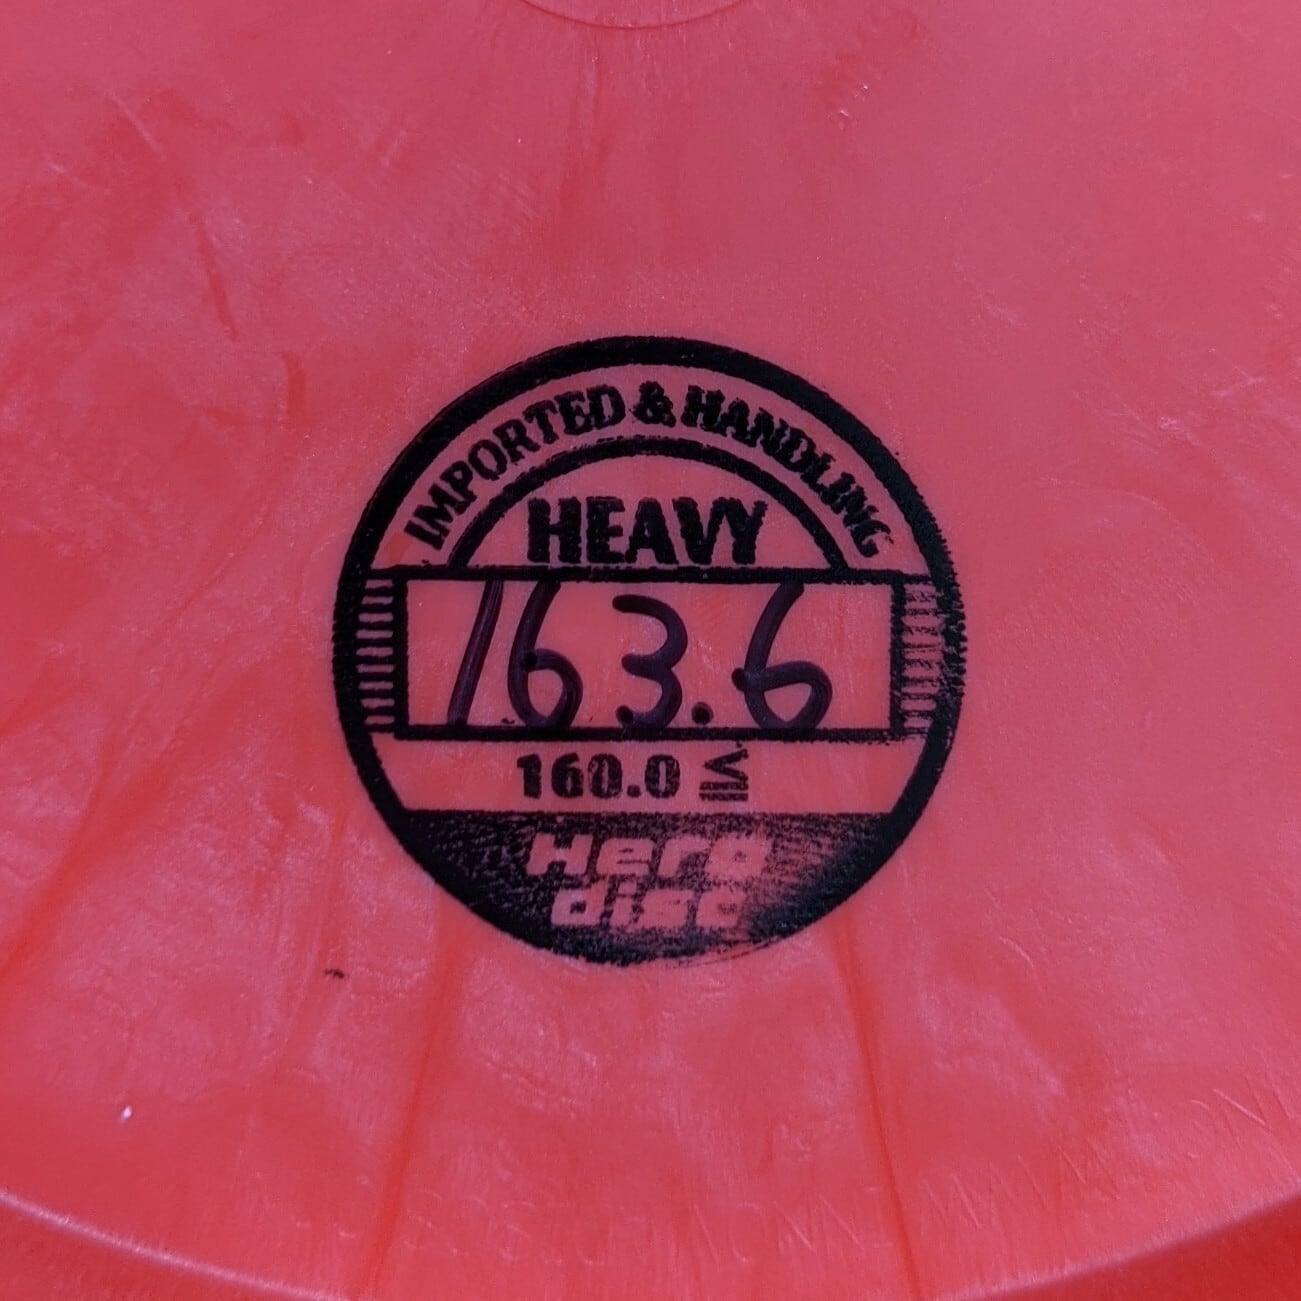 IMPORTED & HANDLING
HEAVY
163.6
160.0 ≦
Hero
disc